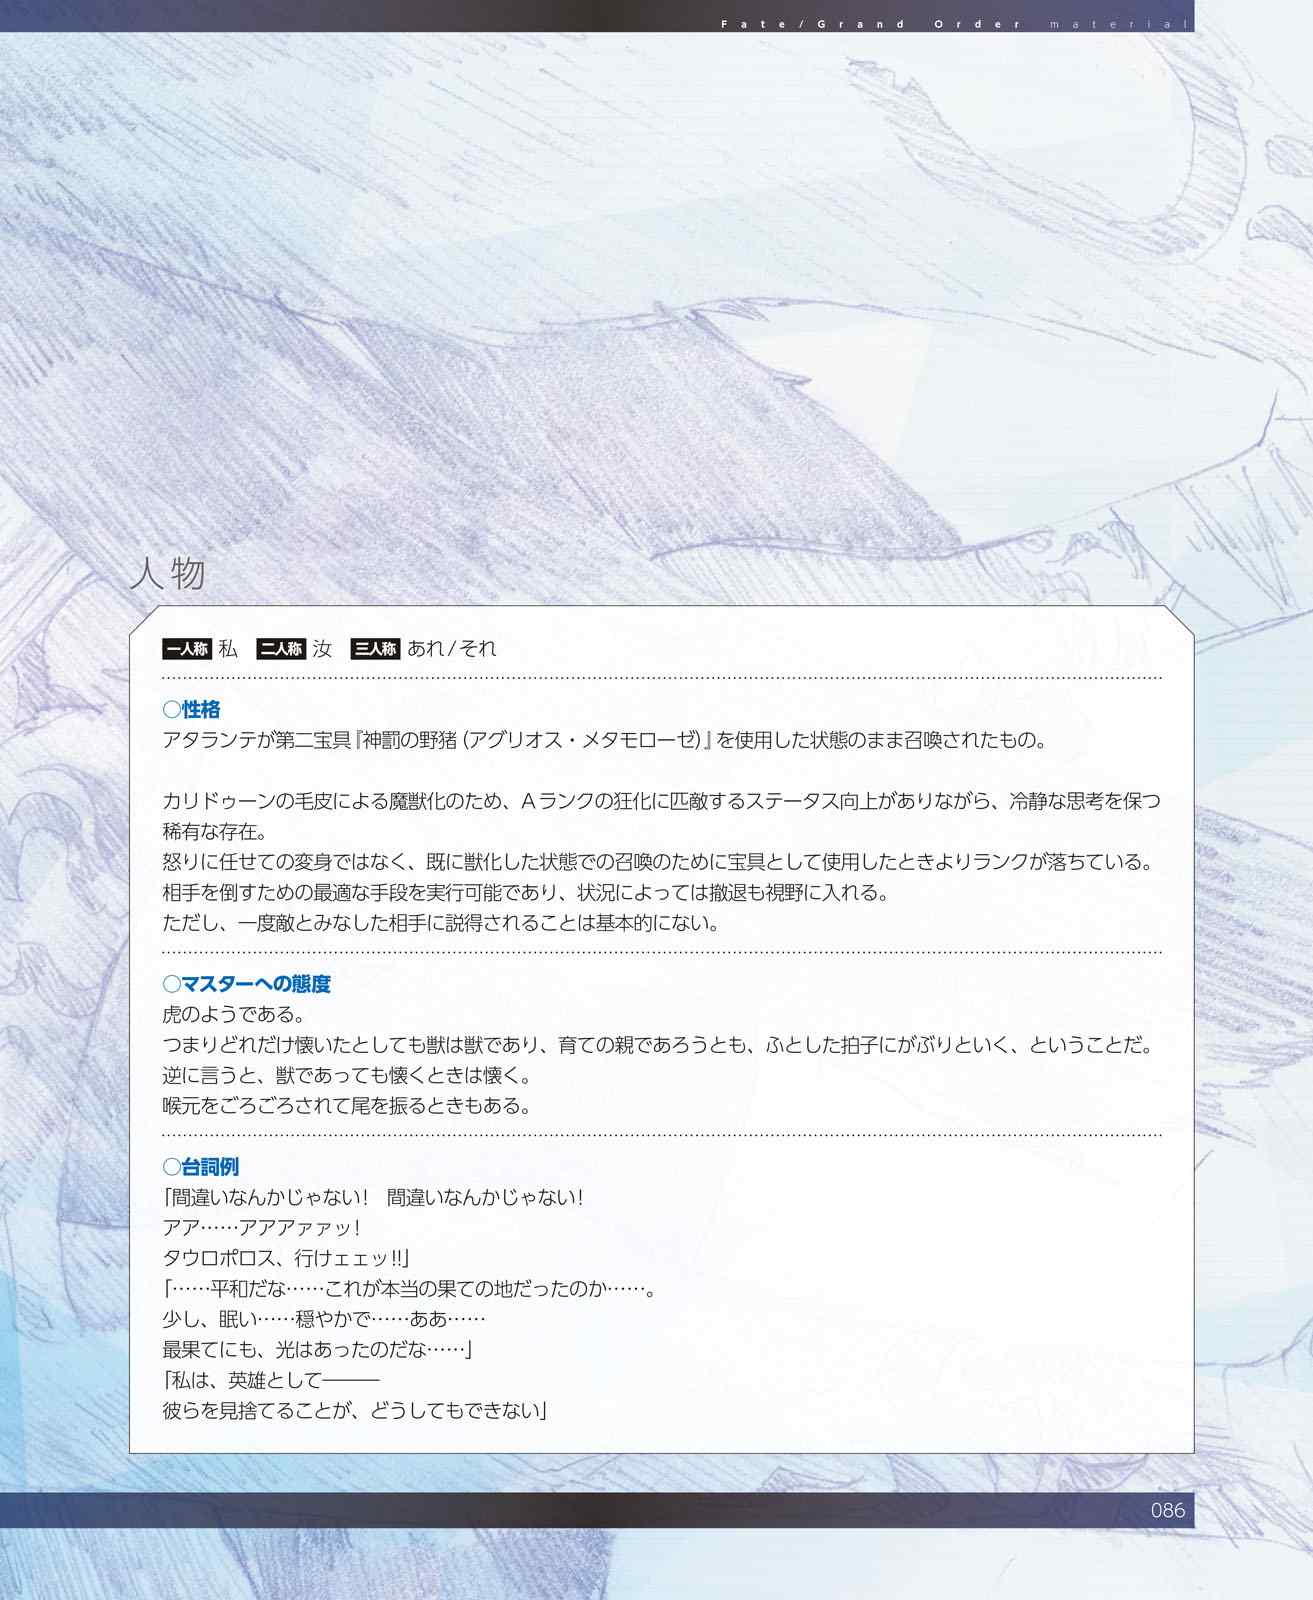 Fate/Grand Order material
人物
一人称 私 二人称 汝 三人称 あれ/それ
○性格
アタランテが第二宝具『神罰の野猪(アグリオス・メタモローゼ)』を使用した状態のまま召喚されたもの。
カリドゥーンの毛皮による魔獣化のため、Aランクの狂化に匹敵するステータス向上がありながら、冷静な思考を保つ
稀有な存在。
怒りに任せての変身ではなく、既に獣化した状態での召喚のために宝具として使用したときよりランクが落ちている。
相手を倒すための最適な手段を実行可能であり、状況によっては撤退も視野に入れる。
ただし、一度敵とみなした相手に説得されることは基本的にない。
○マスターへの態度
虎のようである。
つまりどれだけ懐いたとしても獣は獣であり、育ての親であろうとも、ふとした拍子にがぶりといく、ということだ。
逆に言うと、獣であっても懐くときは懐く。
喉元をごろごろされて尾を振るときもある。
○台詞例
「間違いなんかじゃない! 間違いなんかじゃない!
アア……アアアァァッ!
タウロポロス、行けェェッ!!」
「……平和だな……これが本当の果ての地だったのか……。
少し、眠い……穏やかで……ああ……
最果てにも、光はあったのだな……」
「私は、英雄として―――
彼らを見捨てることが、どうしてもできない」
086